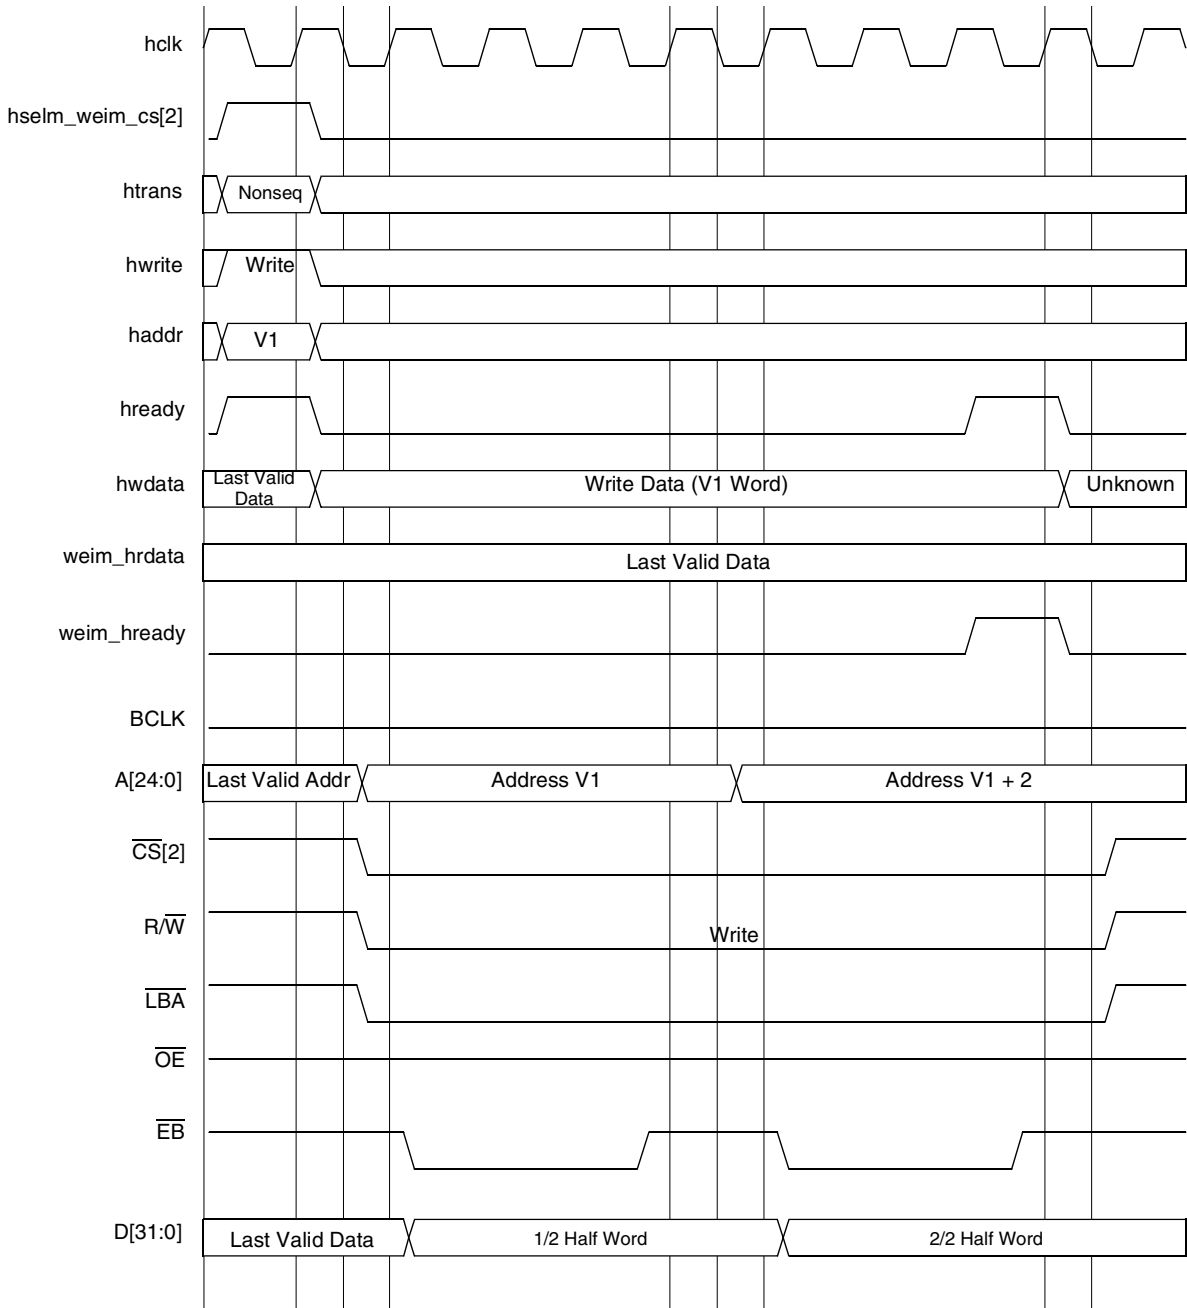 hclk
hselm_weim_cs[2]
htrans
Nonseq
hwrite
Write
haddr
V1
hready
hwdata
Last Valid
Data
Write Data (V1 Word)
Unknown
weim_hrdata
Last Valid Data
weim_hready
BCLK
A[24:0]
Last Valid Addr
Address V1
Address V1 + 2
CS[2]
R/W
Write
LBA
OE
EB
D[31:0]
Last Valid Data
1/2 Half Word
2/2 Half Word